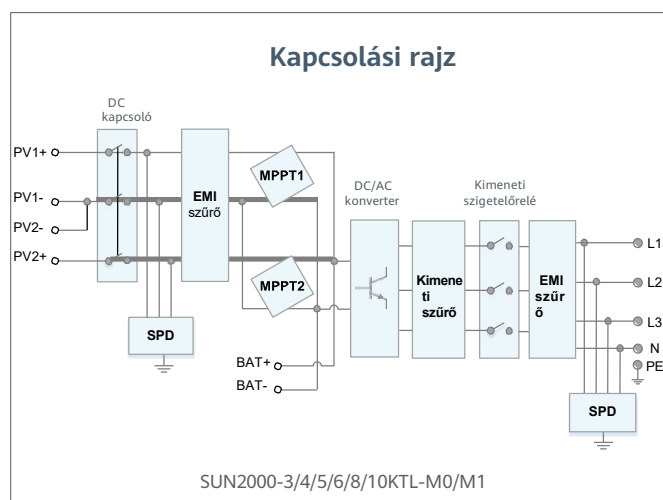 Kapcsolási rajz
DC
kapcsoló
PV1+
PV1-
PV2-
PV2+
EMI
szűrő
MPPT1
MPPT2
SPD
BAT+
BAT-
DC/AC
konverter
Kimene
ti
szűrő
Kimeneti
szigetelőrelé
EMI
szűr
ő
L1
L2
L3
N
PE
SPD
SUN2000-3/4/5/6/8/10KTL-M0/M1